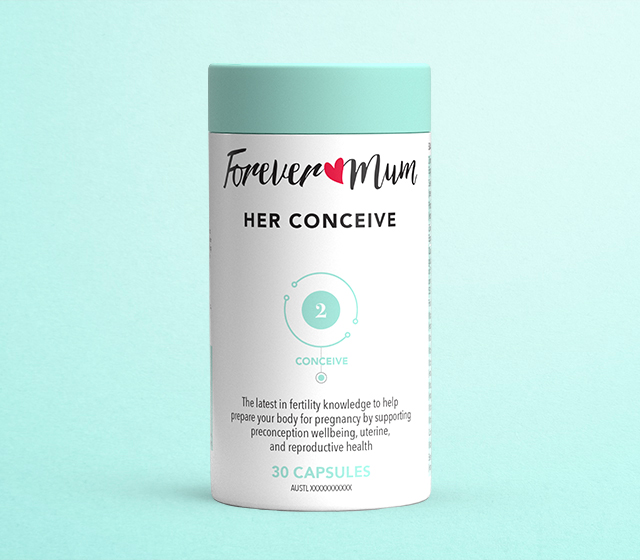 Forever Mum
HER CONCEIVE
2
CONCEIVE
The latest in fertility knowledge to help
prepare your body for pregnancy by supporting
preconception wellbeing, uterine,
and reproductive health
30 CAPSULES
AUSTL XXXXXXXXXXX